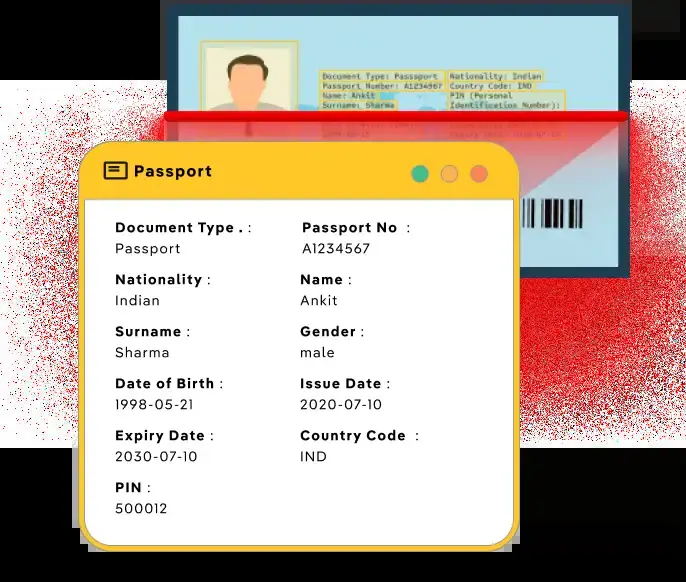 Document Type: Passsport
Passport Number: A1234567
Name: Ankit
Surname: Sharma
Nationality: Indian
Country Code: IND
PIN (Personal
Identification Number):
Passport
Document Type . :
Passport
Passport No :
A1234567
Nationality :
Indian
Name :
Ankit
Surname :
Sharma
Gender :
male
Date of Birth :
1998-05-21
Issue Date :
2020-07-10
Expiry Date :
2030-07-10
Country Code :
IND
PIN :
500012